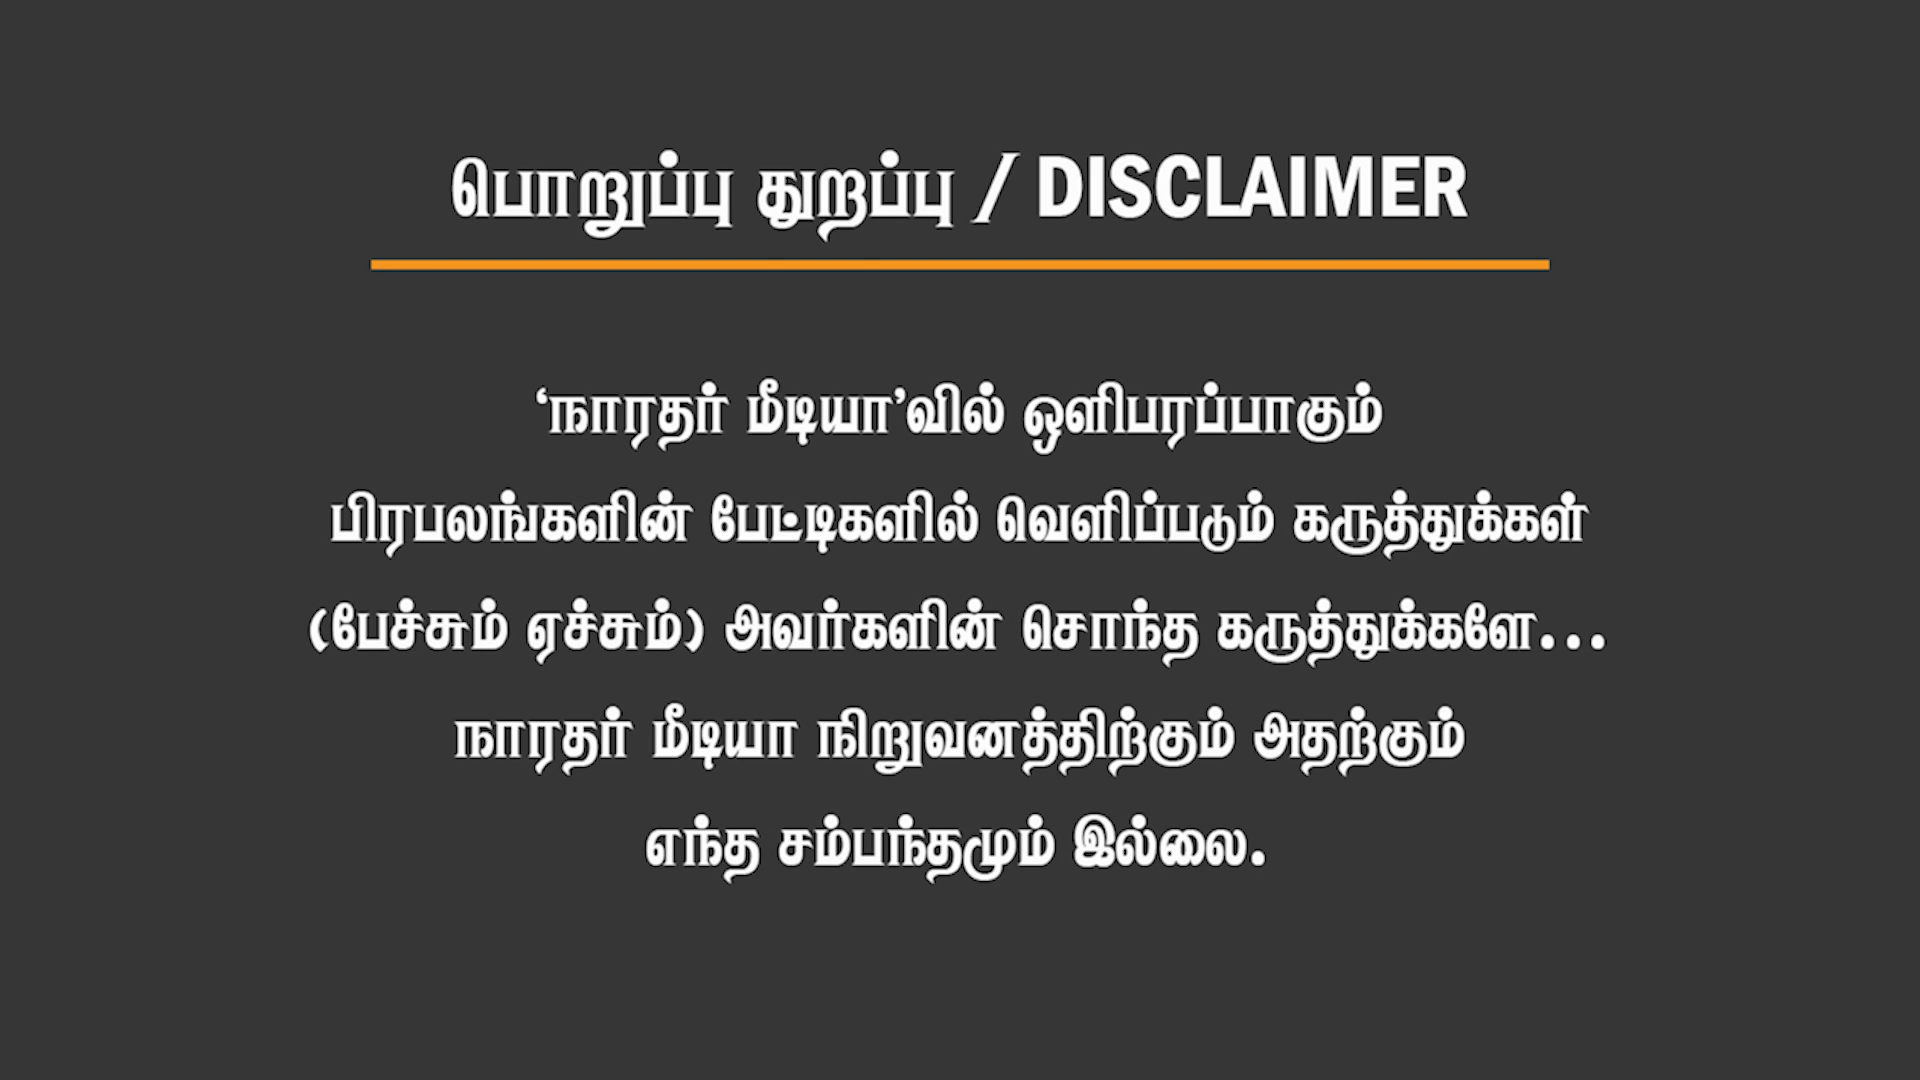 பொறுப்பு துறப்பு / DISCLAIMER
‘நாரதர் மீடியா’வில் ஒளிபரப்பாகும்
பிரபலங்களின் பேட்டிகளில் வெளிப்படும் கருத்துக்கள்
(பேச்சும் ஏச்சும்) அவர்களின் சொந்த கருத்துக்களே...
நாரதர் மீடியா நிறுவனத்திற்கும் அதற்கும்
எந்த சம்பந்தமும் இல்லை.